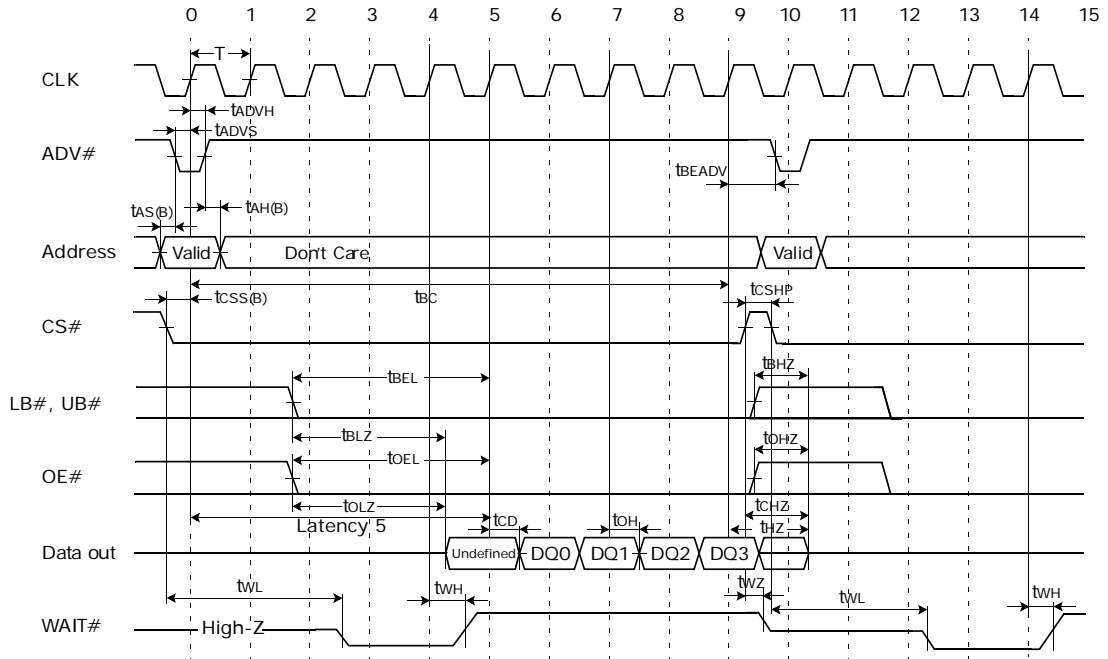 0 1 2 3 4 5 6 7 8 9 10 11 12 13 14 15
T
CLK
tADVH
tADVS
ADV#
tBEADV
tAS(B)
tAH(B)
Address
Valid
Don't Care
Valid
tCSS(B)
tBC
tCSHP
CS#
tBEL
tBHZ
LB#, UB#
tBLZ
tOEL
tOHZ
OE#
tOLZ
tCHZ
Latency 5
tCD
tOH
tHZ
Data out
Undefined DQ0 DQ1 DQ2 DQ3
tWL
tWH
tWZ
tWL
tWH
WAIT#
High-Z